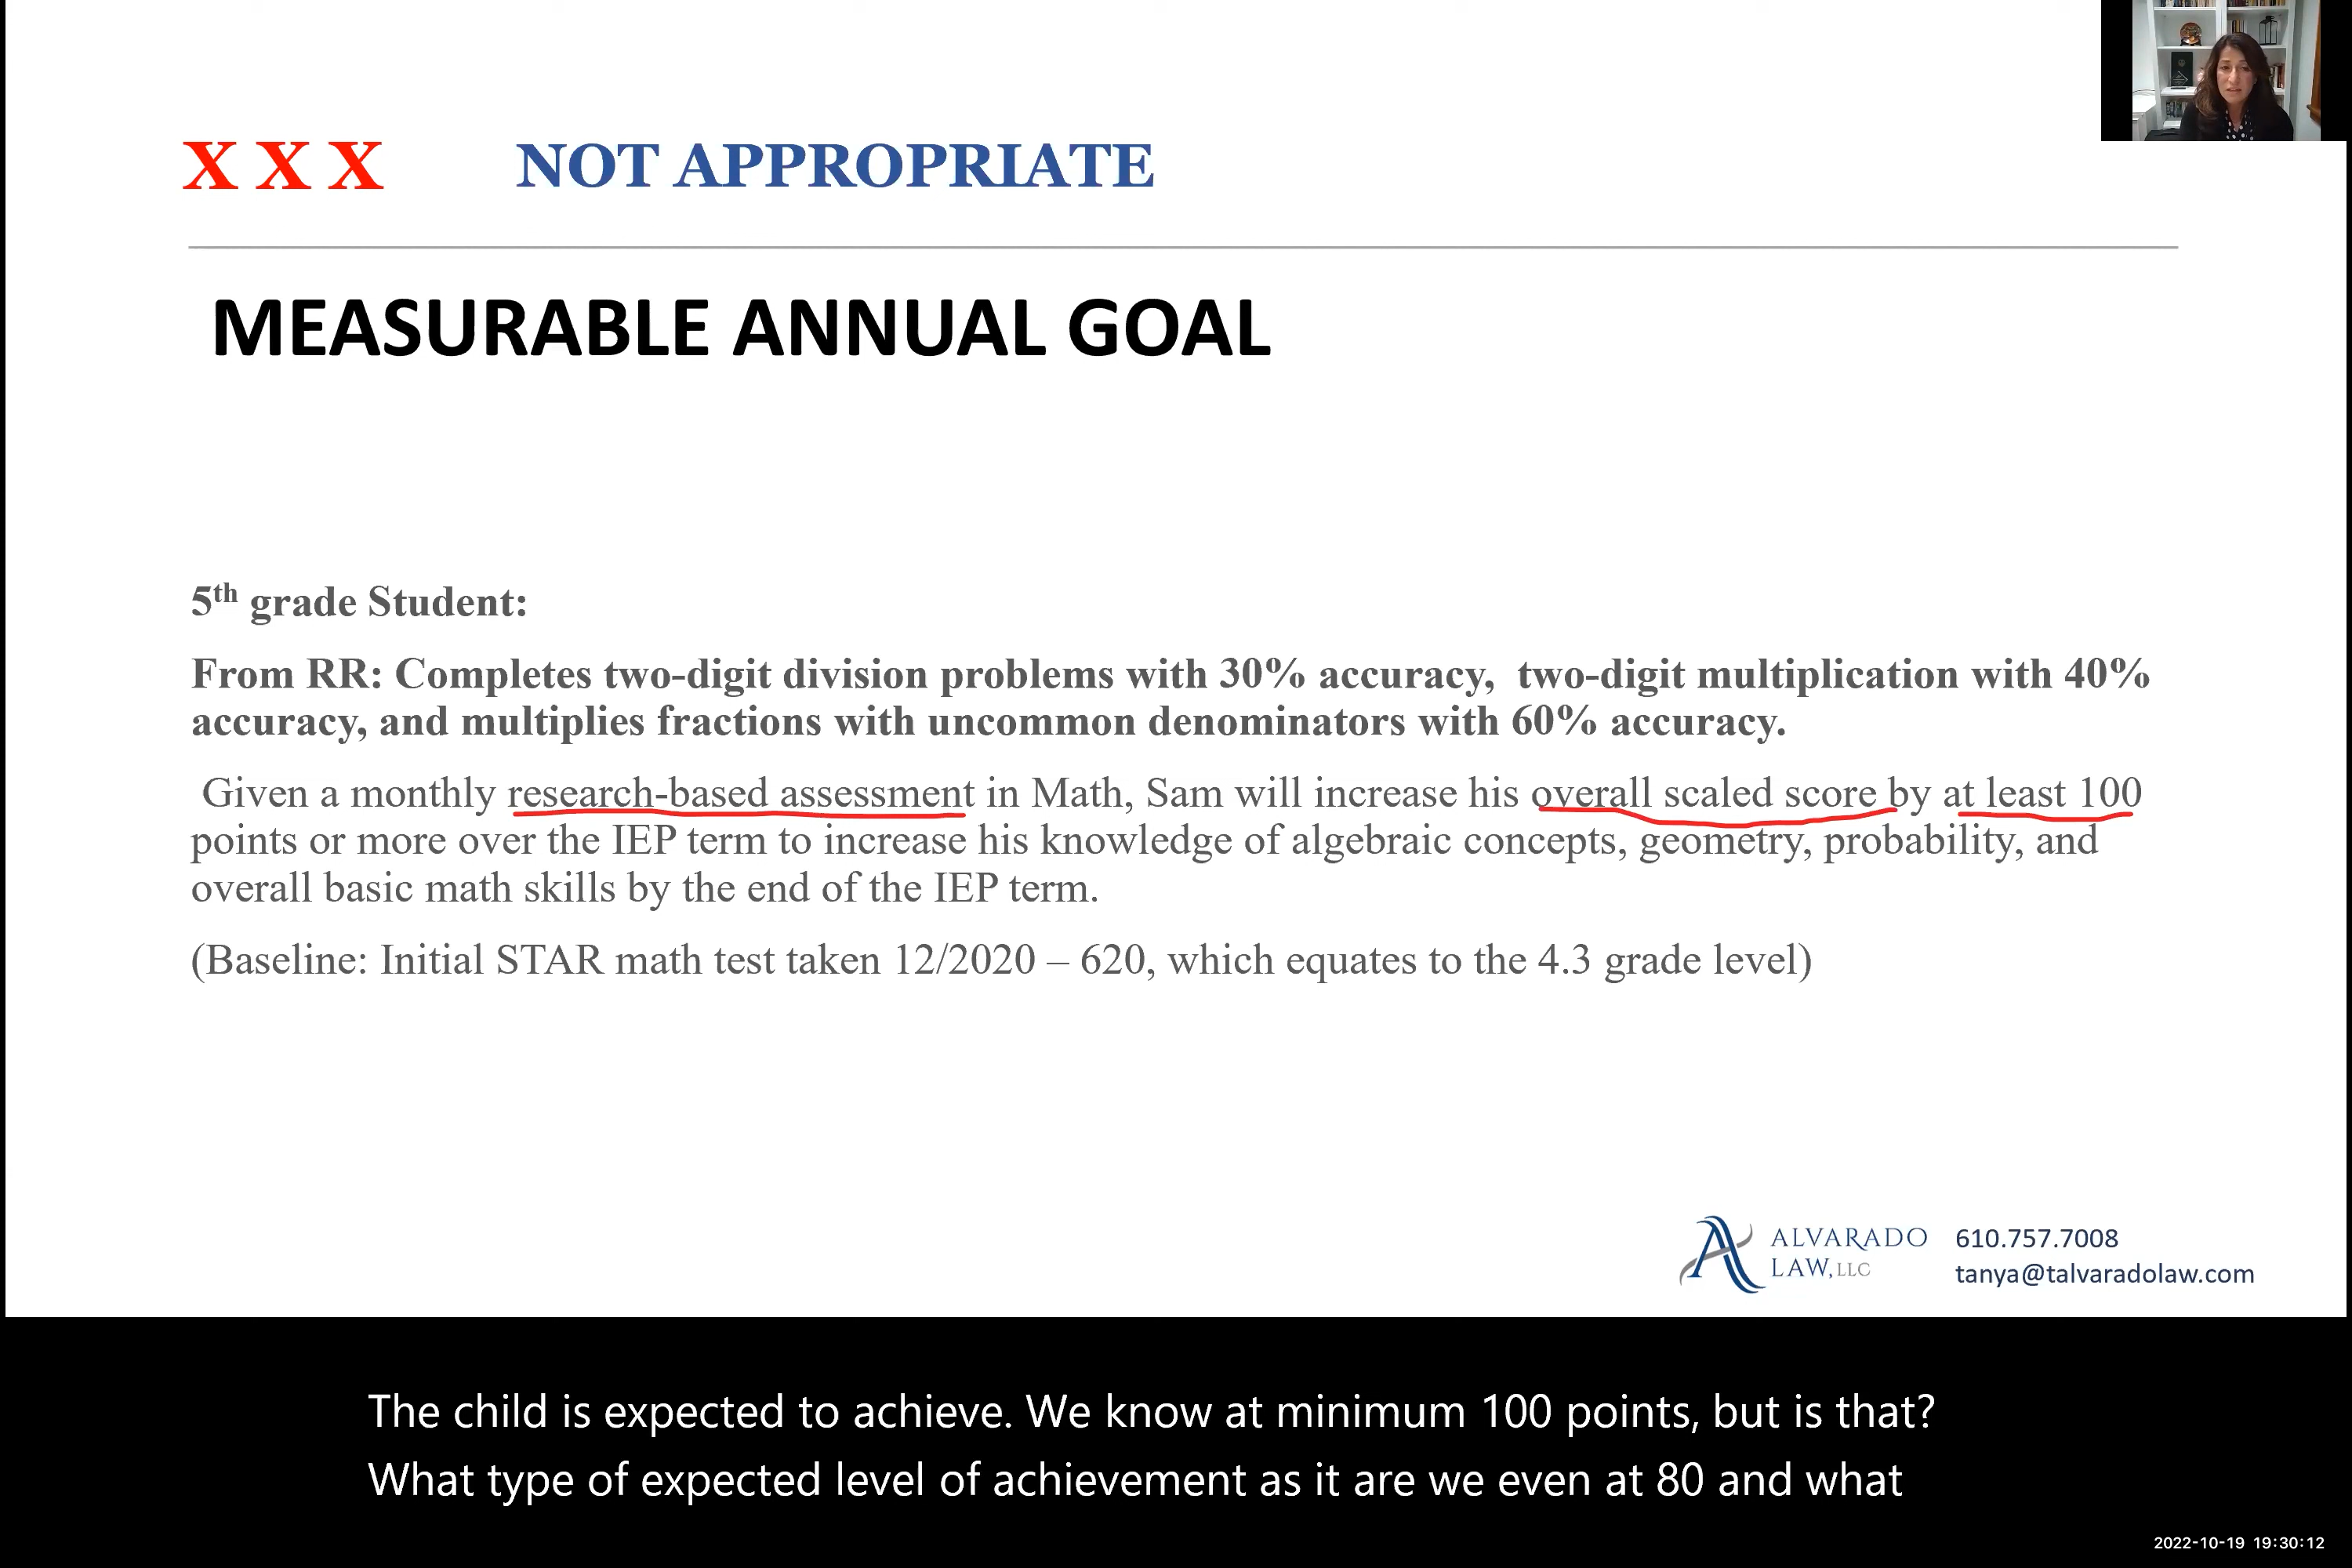 X X X NOT APPROPRIATE
MEASURABLE ANNUAL GOAL
5th grade Student:
From RR: Completes two-digit division problems with 30% accuracy, two-digit multiplication with 40%
accuracy, and multiplies fractions with uncommon denominators with 60% accuracy.
Given a monthly research-based assessment in Math, Sam will increase his overall scaled score by at least 100
points or more over the IEP term to increase his knowledge of algebraic concepts, geometry, probability, and
overall basic math skills by the end of the IEP term.
(Baseline: Initial STAR math test taken 12/2020 – 620, which equates to the 4.3 grade level)
ALVARADO
LAW, LLC
610.757.7008
tanya@talvaradolaw.com
The child is expected to achieve. We know at minimum 100 points, but is that?
What type of expected level of achievement as it are we even at 80 and what
2022-10-19 19:30:12